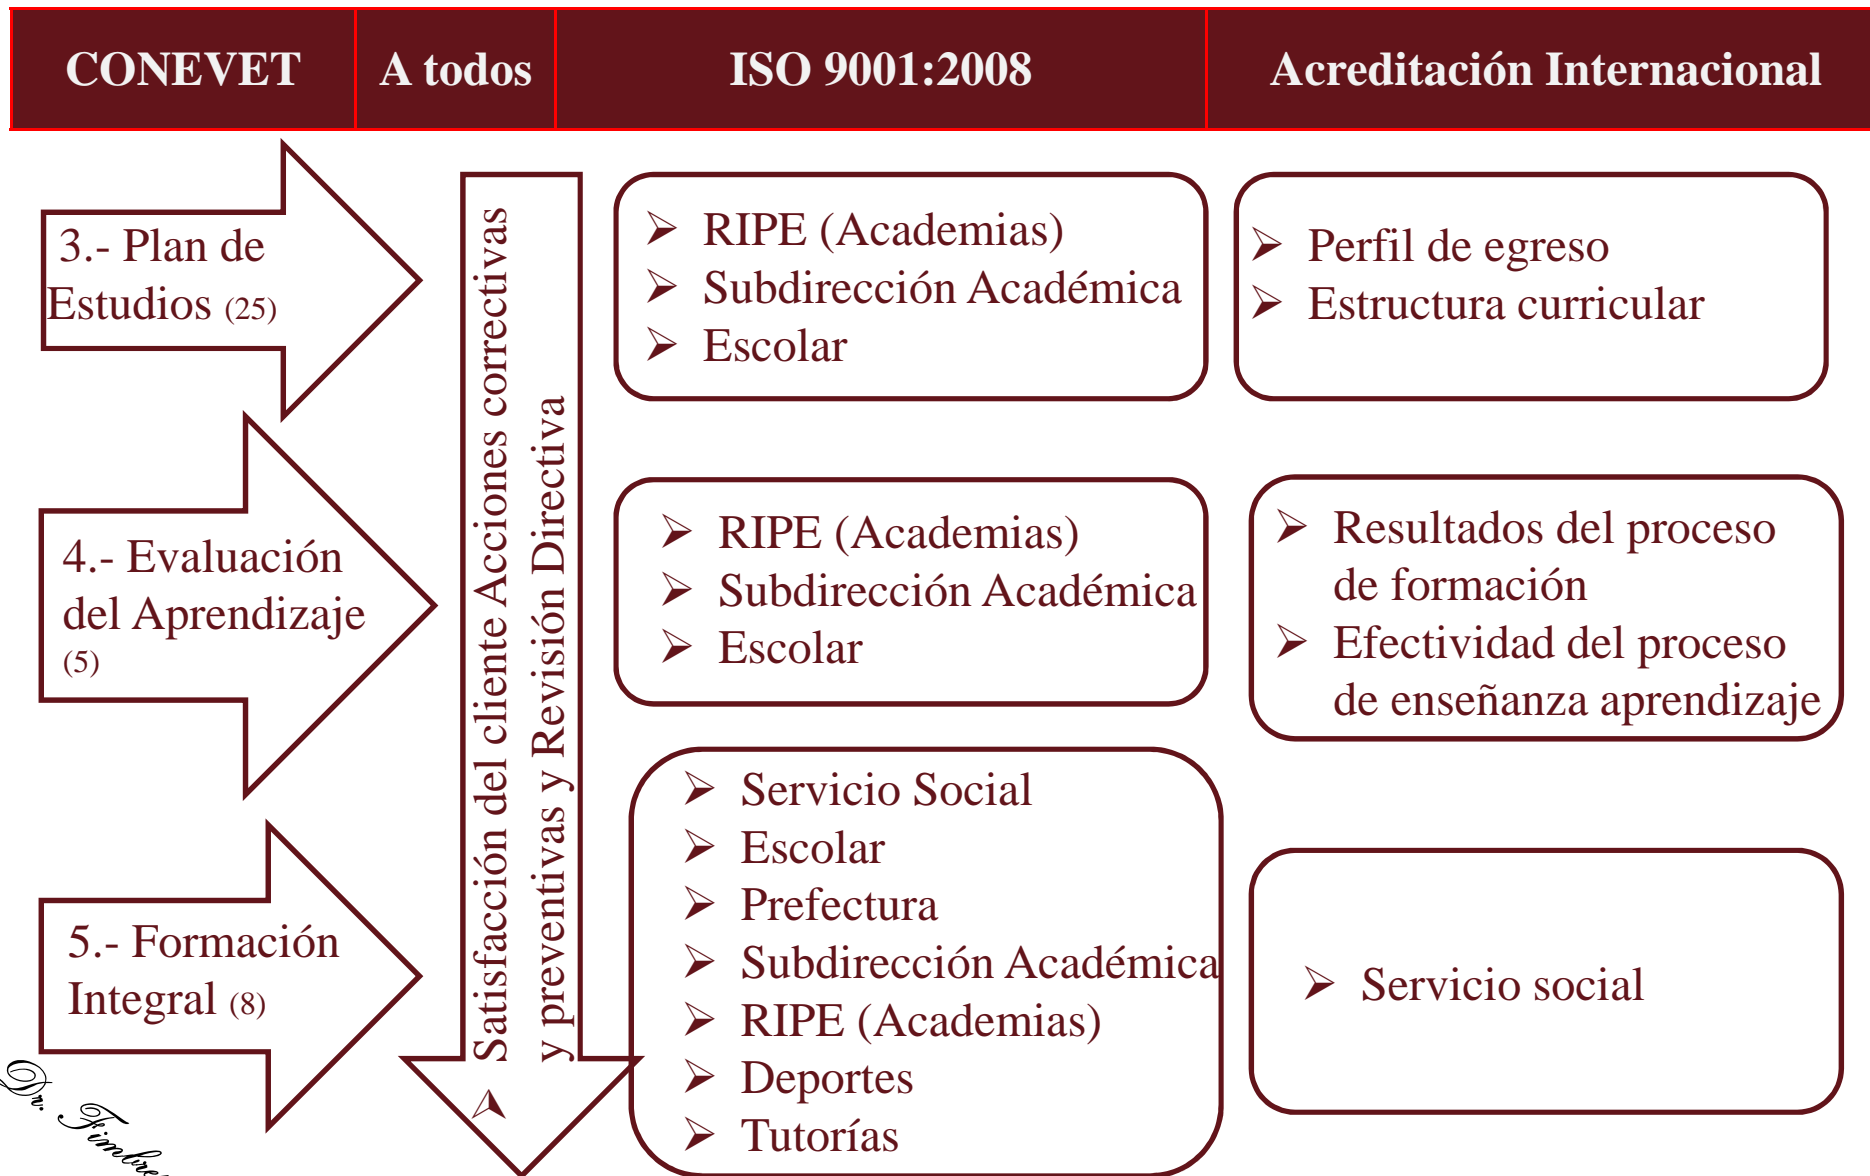 CONEVET
A todos
ISO 9001:2008
Acreditación Internacional
3.- Plan de
Estudios (25)
➢ RIPE (Academias)
➢ Subdirección Académica
➢ Escolar
➢ Perfil de egreso
➢ Estructura curricular
➢ Satisfacción del cliente Acciones correctivas
y preventivas y Revisión Directiva
4.- Evaluación
del Aprendizaje
(5)
➢ RIPE (Academias)
➢ Subdirección Académica
➢ Escolar
➢ Resultados del proceso
de formación
➢ Efectividad del proceso
de enseñanza aprendizaje
5.- Formación
Integral (8)
➢ Servicio Social
➢ Escolar
➢ Prefectura
➢ Subdirección Académica
➢ RIPE (Academias)
➢ Deportes
➢ Tutorías
➢ Servicio social
Dr. Fimbres